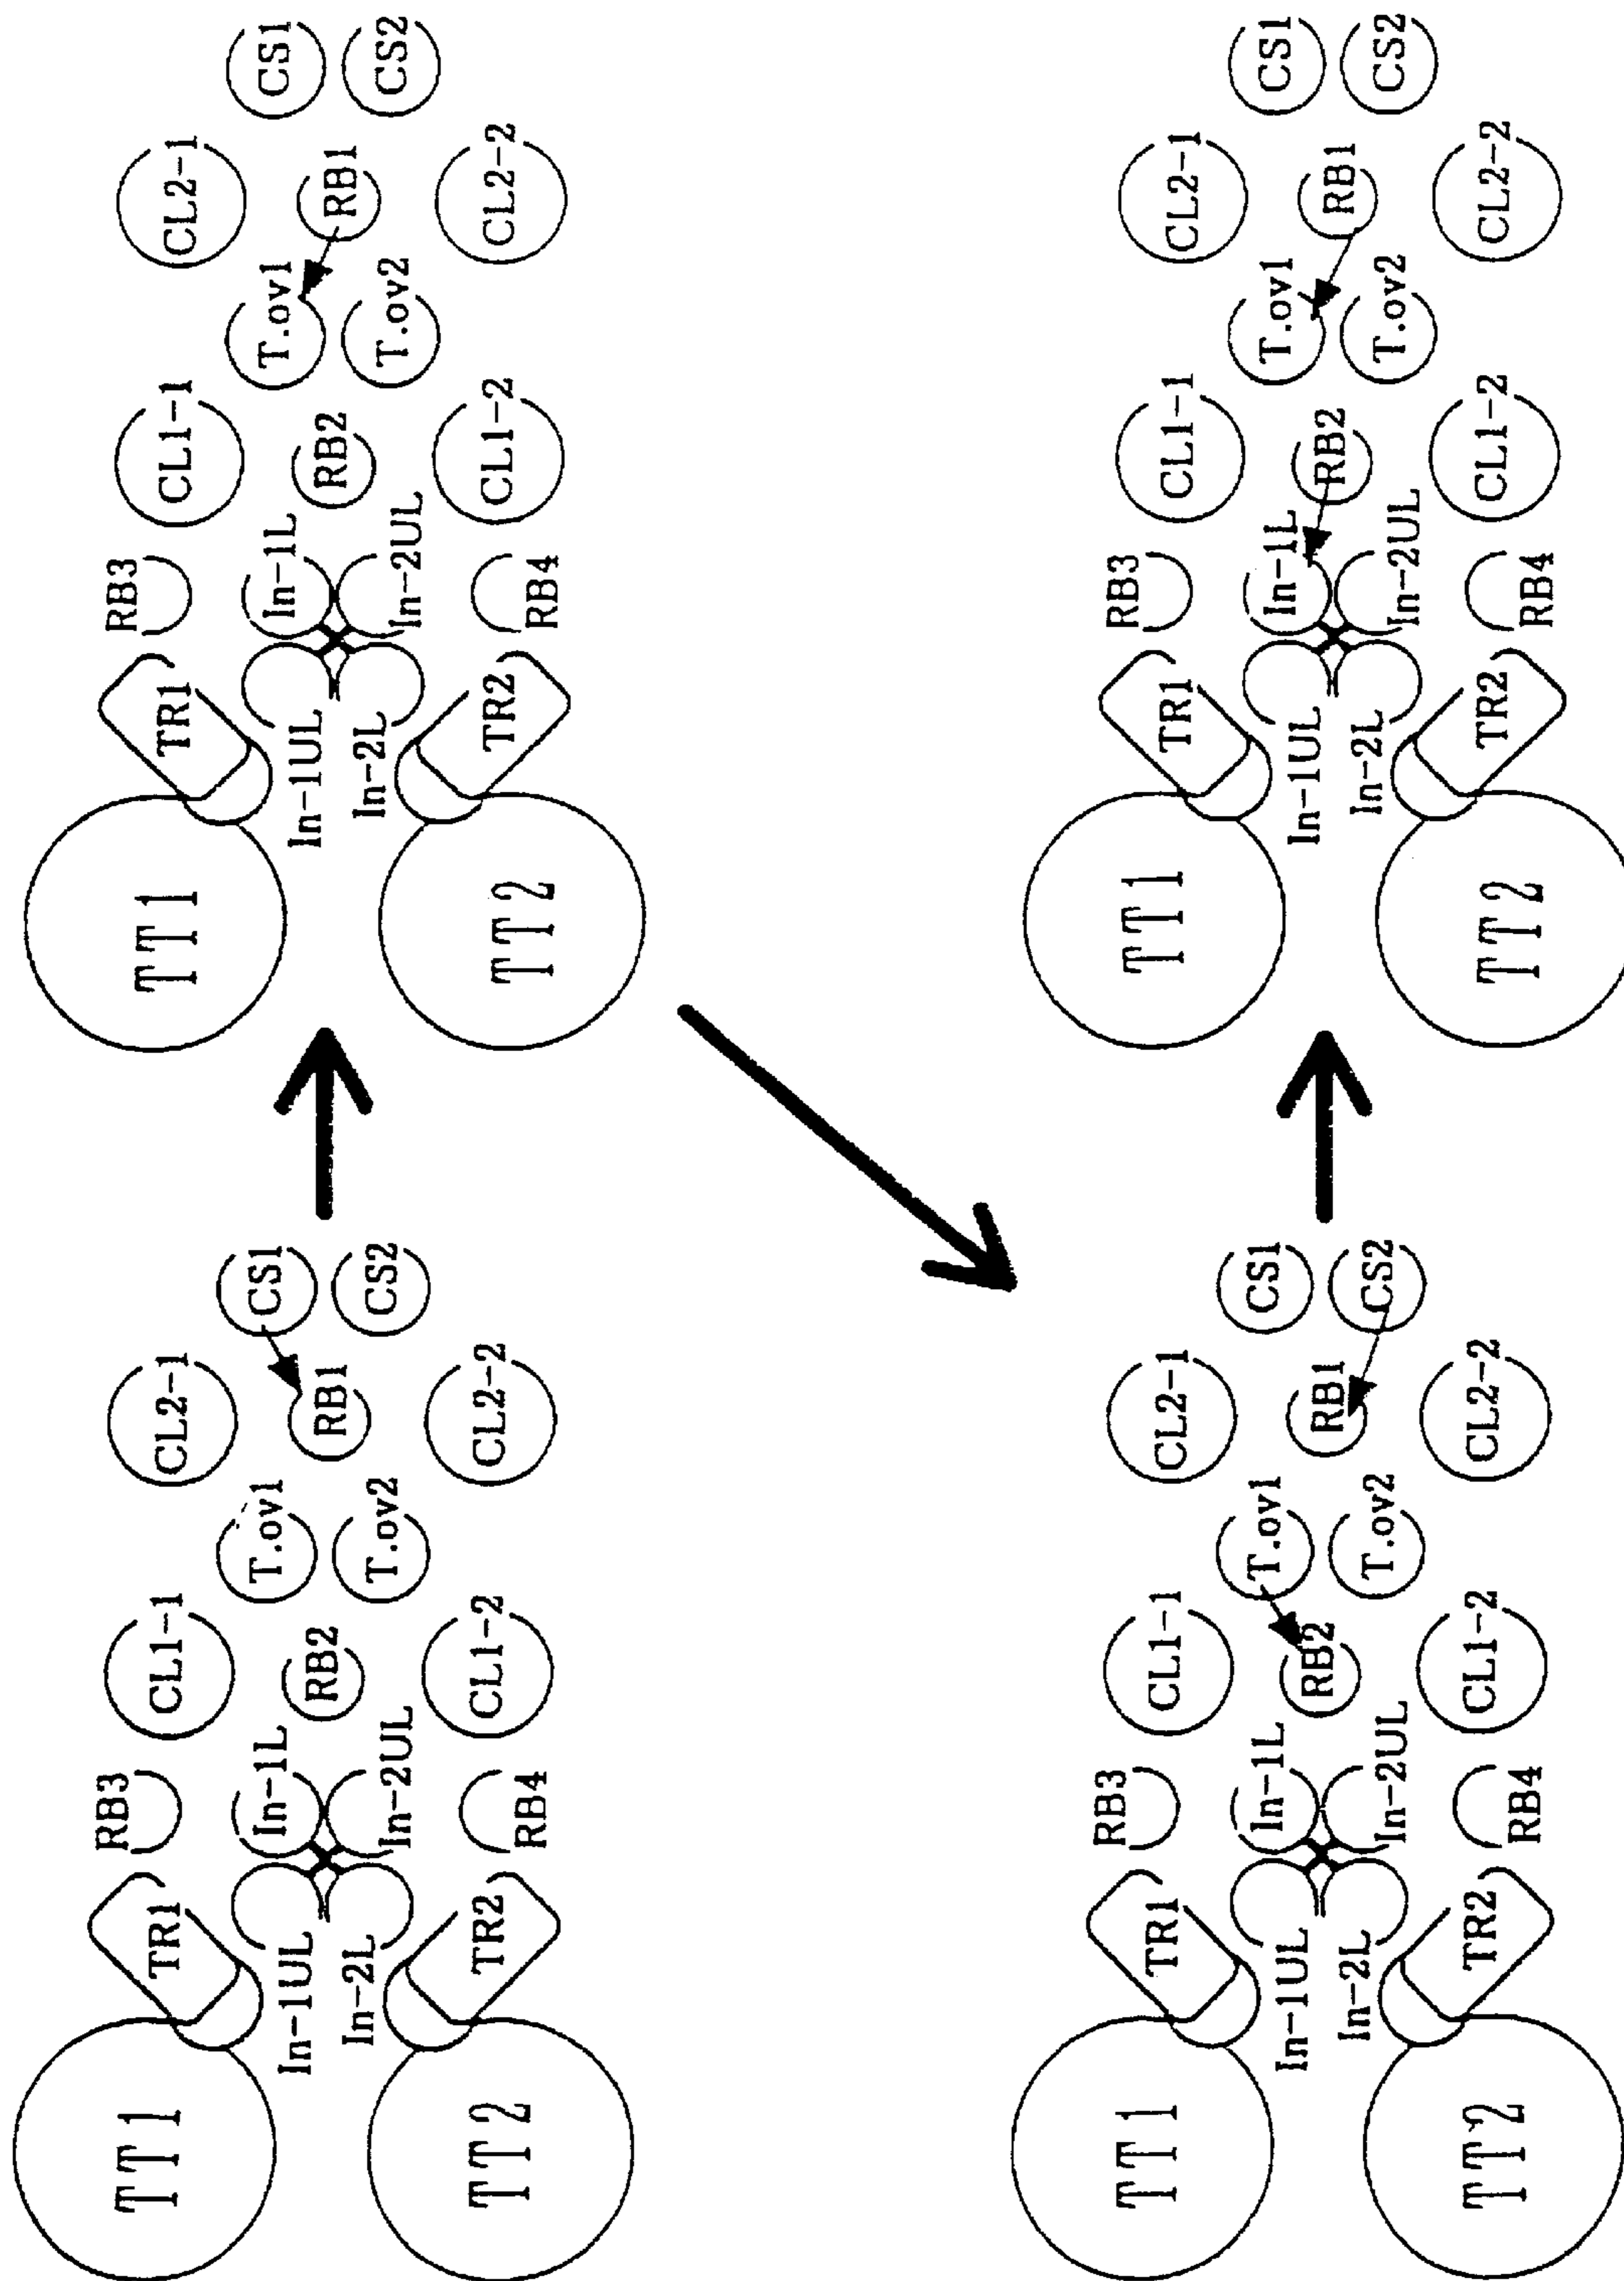 RB3
TT1
TR1
CL1-1
CL2-1
In-1L
T.ov1
CS1
In-1UL
RB2
RB1
In-2L
In-2UL
T.ov2
CS2
TT2
TR2
RB4
CL1-2
CL2-2
RB3
TT1
TR1
CL1-1
CL2-1
In-1L
T.ov1
CS1
In-1UL
RB2
RB1
In-2L
In-2UL
T.ov2
CS2
TT2
TR2
RB4
CL1-2
CL2-2
RB3
TT1
TR1
CL1-1
CL2-1
In-1L
T.ov1
CS1
In-1UL
RB2
RB1
In-2L
In-2UL
T.ov2
CS2
TT2
TR2
RB4
CL1-2
CL2-2
RB3
TT1
TR1
CL1-1
CL2-1
In-1L
T.ov1
CS1
In-1UL
RB2
RB1
In-2L
In-2UL
T.ov2
CS2
TT2
TR2
RB4
CL1-2
CL2-2